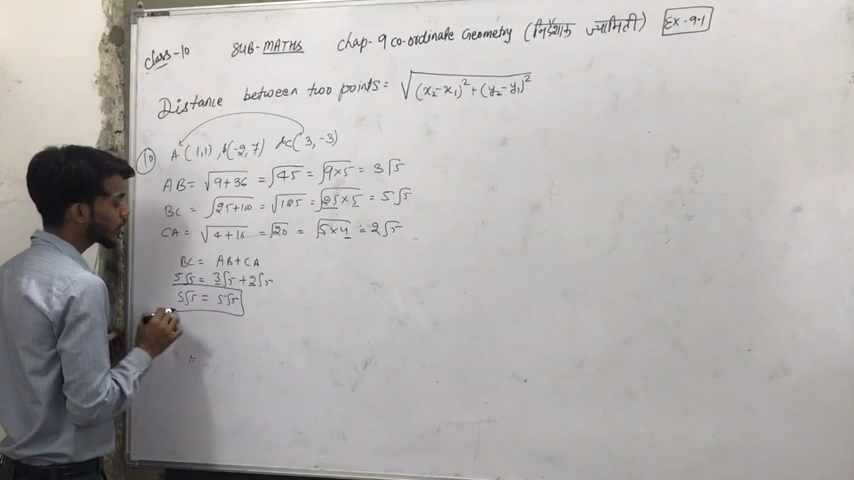 class-10 SUB-MATHS Chap-9 co-ordinate Geometry (निर्देशांक ज्यामिती) Ex-9.1
Distance between two points = √(x₂-x₁)²+(y₂-y₁)²
10 A(1,1), B(-2,7) &C(3,-3)
AB = √9+36 = √45 = √9×5 = 3√5
BC = √25+100 = √125 = √25×5 = 5√5
CA = √4+16 = √20 = √5×4 = 2√5
BC = AB+CA
5√5 = 3√5+2√5
5√5 = 5√5